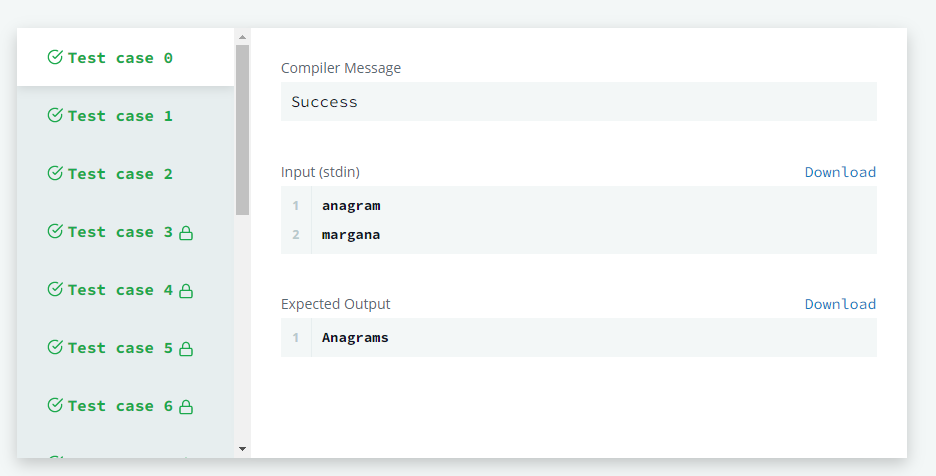 Test case 0
Test case 1
Test case 2
Test case 3
Test case 4
Test case 5
Test case 6
Compiler Message
Success
Input (stdin)
Download
1 anagram
2 margana
Expected Output
Download
1 Anagrams